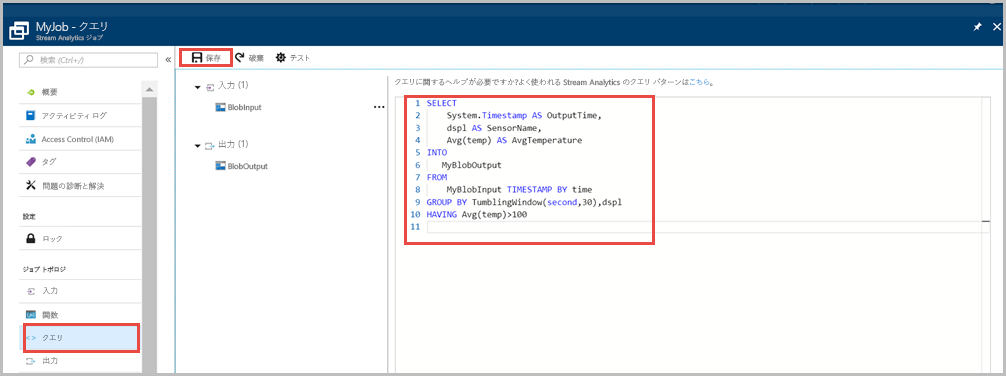 MyJob - クエリ
Stream Analytics ジョブ
検索 (Ctrl+/)
概要
アクティビティ ログ
Access Control (IAM)
タグ
問題の診断と解決
設定
ロック
ジョブ トポロジ
入力
関数
クエリ
出力
保存 破棄 テスト
入力 (1)
BlobInput
出力 (1)
BlobOutput
クエリに関するヘルプが必要ですか?よく使われる Stream Analytics のクエリ パターンはこちら。
1 SELECT
2 System.Timestamp AS OutputTime,
3 dspl AS SensorName,
4 Avg(temp) AS AvgTemperature
5 INTO
6 MyBlobOutput
7 FROM
8 MyBlobInput TIMESTAMP BY time
9 GROUP BY TumblingWindow(second,30),dspl
10 HAVING Avg(temp)>100
11